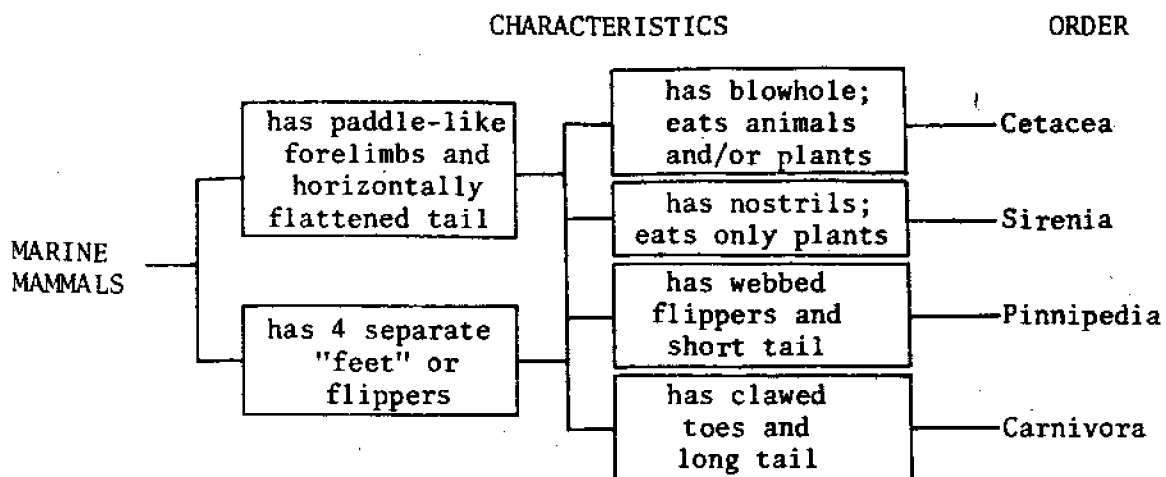 CHARACTERISTICS
ORDER
MARINE
MAMMALS
has paddle-like
forelimbs and
horizontally
flattened tail
has 4 separate
"feet" or
flippers
has blowhole;
eats animals
and/or plants
Cetacea
has nostrils;
eats only plants
Sirenia
has webbed
flippers and
short tail
Pinnipedia
has clawed
toes and
long tail
Carnivora